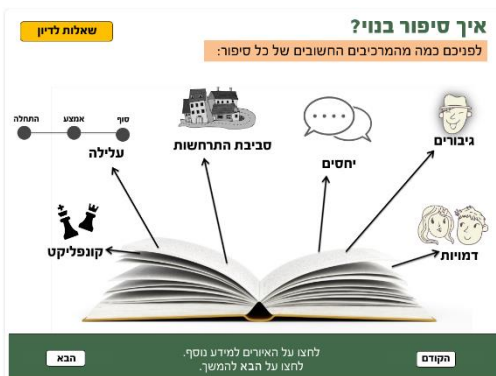 איך סיפור בנוי?
שאלות לדיון
לפניכם כמה מהמרכיבים החשובים של כל סיפור:
גיבורים
יחסים
סביבת התרחשות
סוף
אמצע
התחלה
עלילה
דמויות
קונפליקט
הקודם
לחצו על האיורים למידע נוסף.
לחצו על הבא להמשך.
הבא